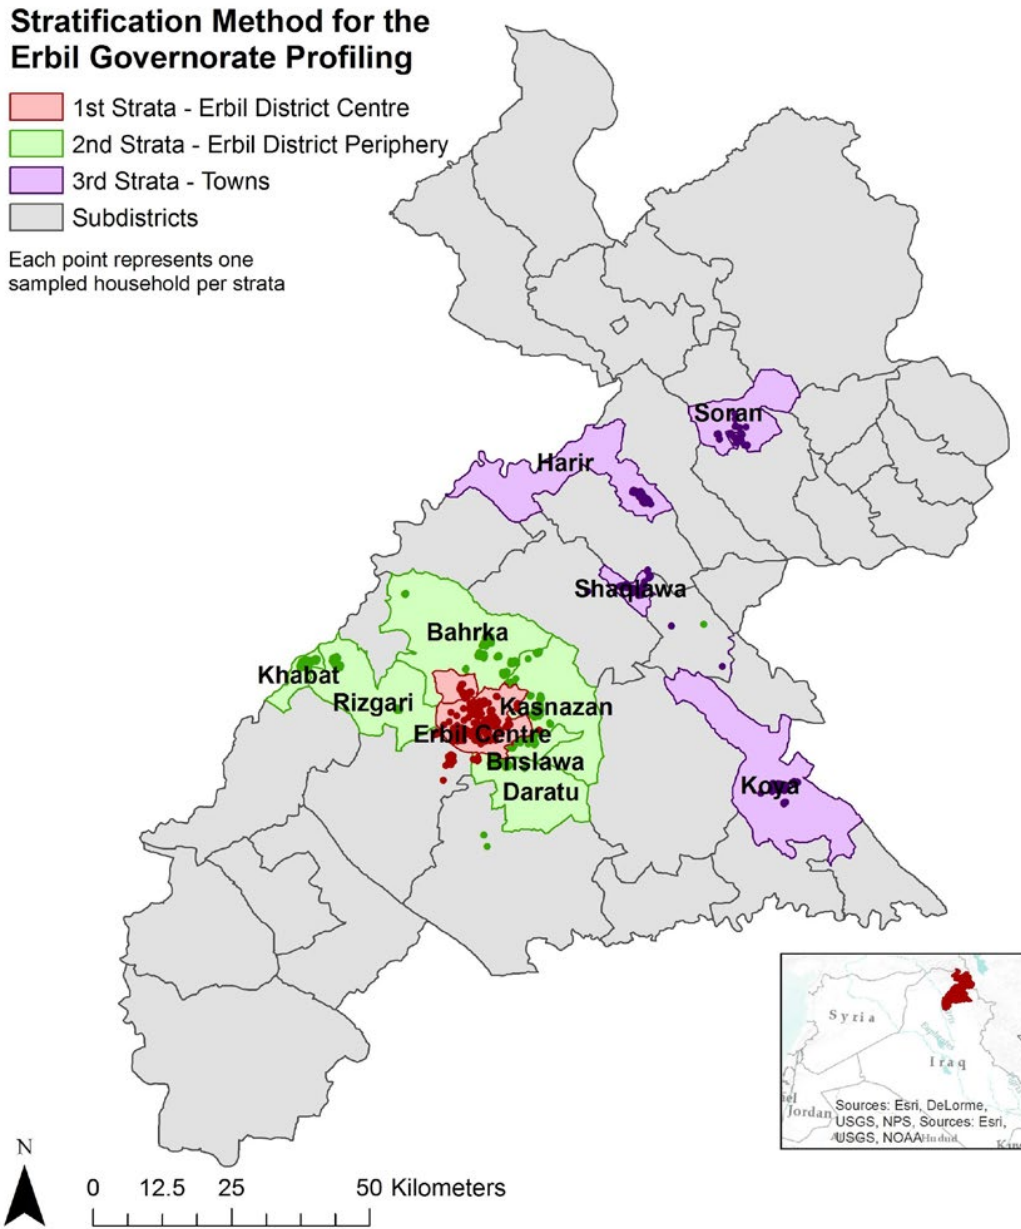 Stratification Method for the
Erbil Governorate Profiling
1st Strata - Erbil District Centre
2nd Strata - Erbil District Periphery
3rd Strata - Towns
Subdistricts
Each point represents one
sampled household per strata
Soran
Harir
Shaqlawa
Bahrka
Khabat
Rizgari
Kasnazan
Erbil Centre
Bnslawa
Daratu
Koya
Syria
Iraq
Jordan
Sources: Esri, DeLorme,
USGS, NPS, Sources: Esri,
USGS, NOAA
N
0 12.5 25 50 Kilometers